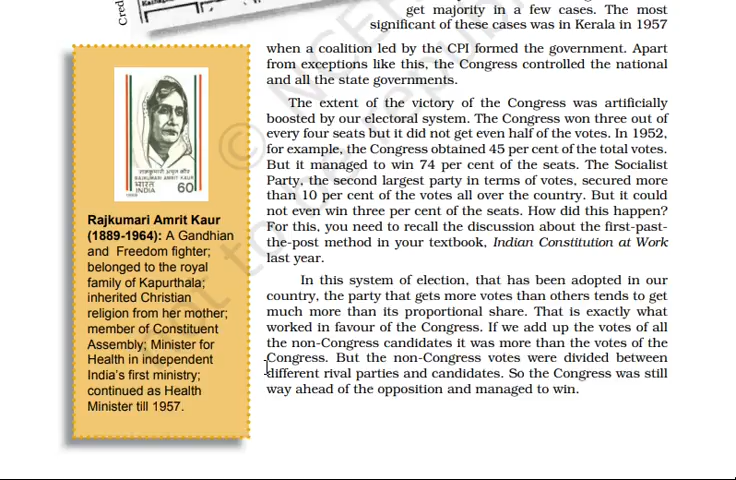 Cred
get majority in a few cases. The most
significant of these cases was in Kerala in 1957
when a coalition led by the CPI formed the government. Apart
from exceptions like this, the Congress controlled the national
and all the state governments.
The extent of the victory of the Congress was artificially
boosted by our electoral system. The Congress won three out of
every four seats but it did not get even half of the votes. In 1952,
for example, the Congress obtained 45 per cent of the total votes.
But it managed to win 74 per cent of the seats. The Socialist
Party, the second largest party in terms of votes, secured more
than 10 per cent of the votes all over the country. But it could
not even win three per cent of the seats. How did this happen?
For this, you need to recall the discussion about the first-past-
the-post method in your textbook, Indian Constitution at Work
last year.
In this system of election, that has been adopted in our
country, the party that gets more votes than others tends to get
much more than its proportional share. That is exactly what
worked in favour of the Congress. If we add up the votes of all
the non-Congress candidates it was more than the votes of the
Congress. But the non-Congress votes were divided between
different rival parties and candidates. So the Congress was still
way ahead of the opposition and managed to win.
राजकुमारी अमृत कौर
RAJKUMARI AMRIT KAUR
भारत
INDIA 60
Rajkumari Amrit Kaur
(1889-1964): A Gandhian
and Freedom fighter;
belonged to the royal
family of Kapurthala;
inherited Christian
religion from her mother;
member of Constituent
Assembly; Minister for
Health in independent
India's first ministry;
continued as Health
Minister till 1957.
© NCERT
not to be republished